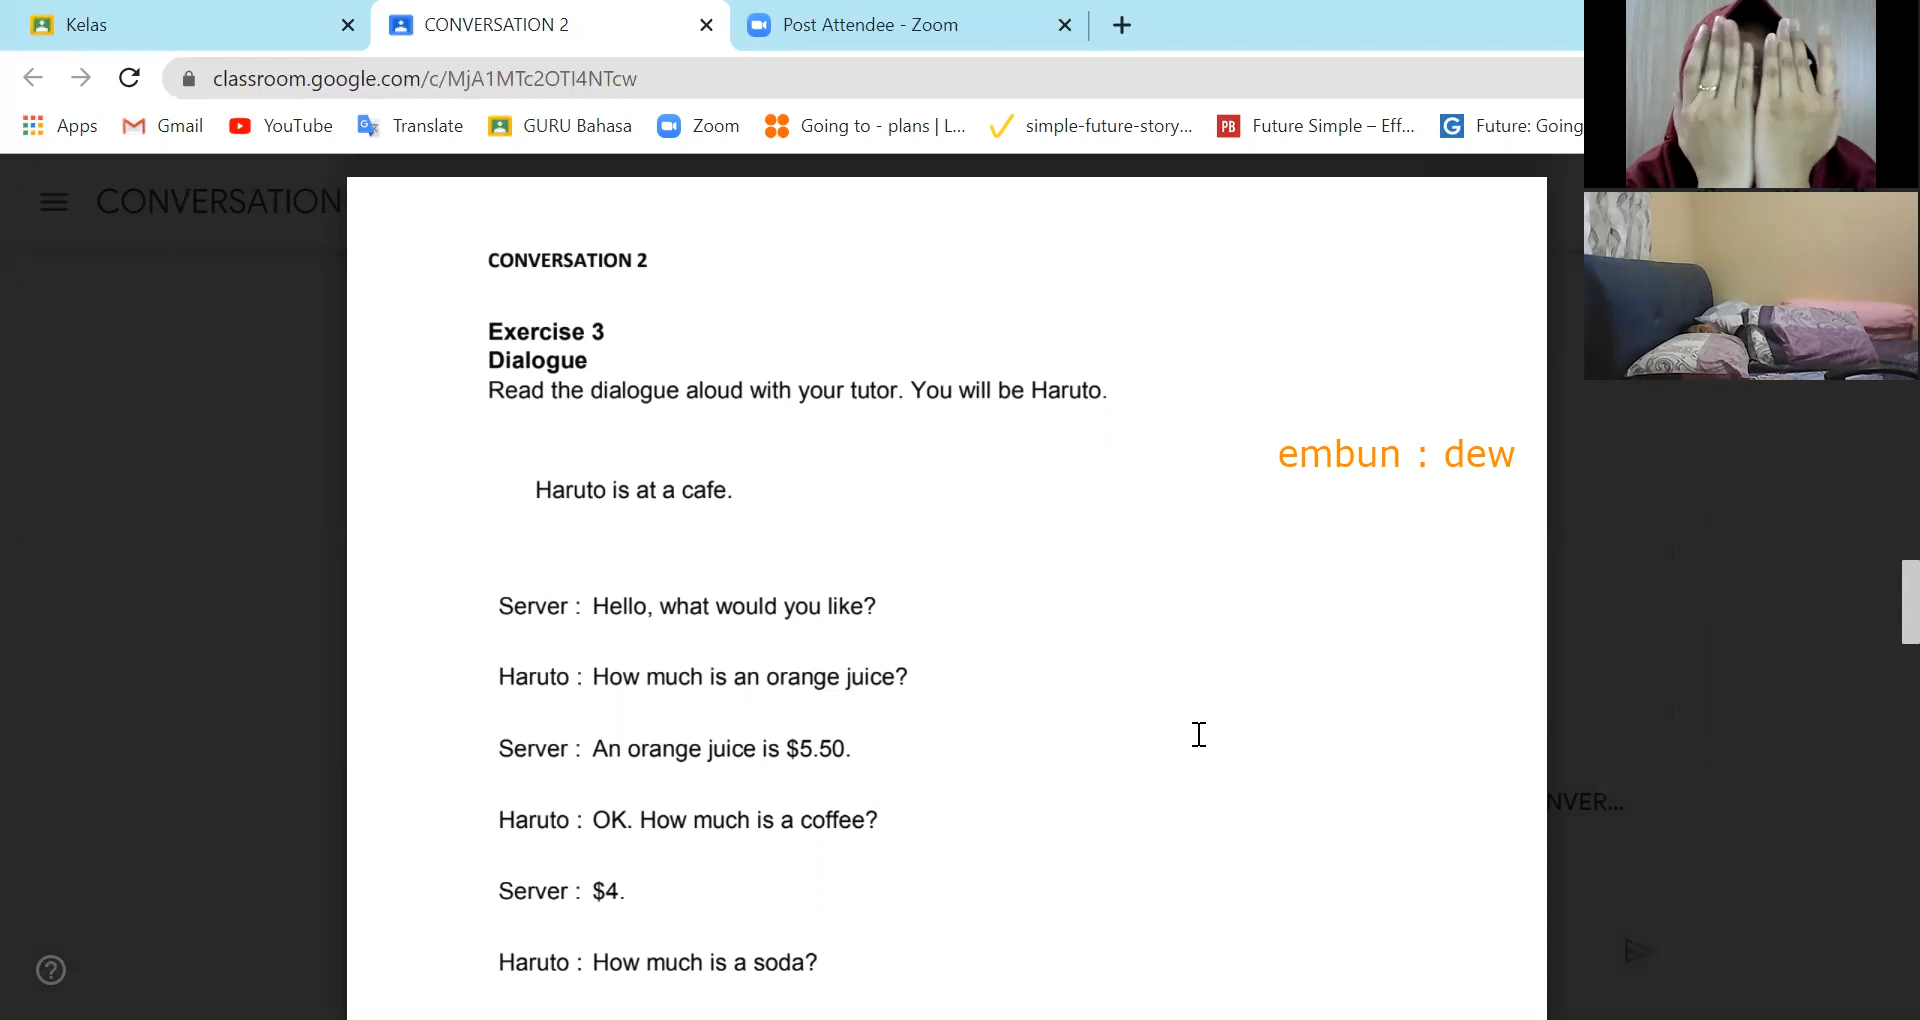 Kelas
CONVERSATION 2
Post Attendee - Zoom
classroom.google.com/c/MjA1MTc2OTI4NTcw
Apps
Gmail
YouTube
Translate
GURU Bahasa
Zoom
Going to - plans | L...
simple-future-story...
PB
Future Simple – Eff...
G
Future: Going
CONVERSATION
CONVERSATION 2
Exercise 3
Dialogue
Read the dialogue aloud with your tutor. You will be Haruto.
embun : dew
Haruto is at a cafe.
Server : Hello, what would you like?
Haruto : How much is an orange juice?
Server : An orange juice is $5.50.
NVER...
Haruto : OK. How much is a coffee?
Server : $4.
Haruto : How much is a soda?